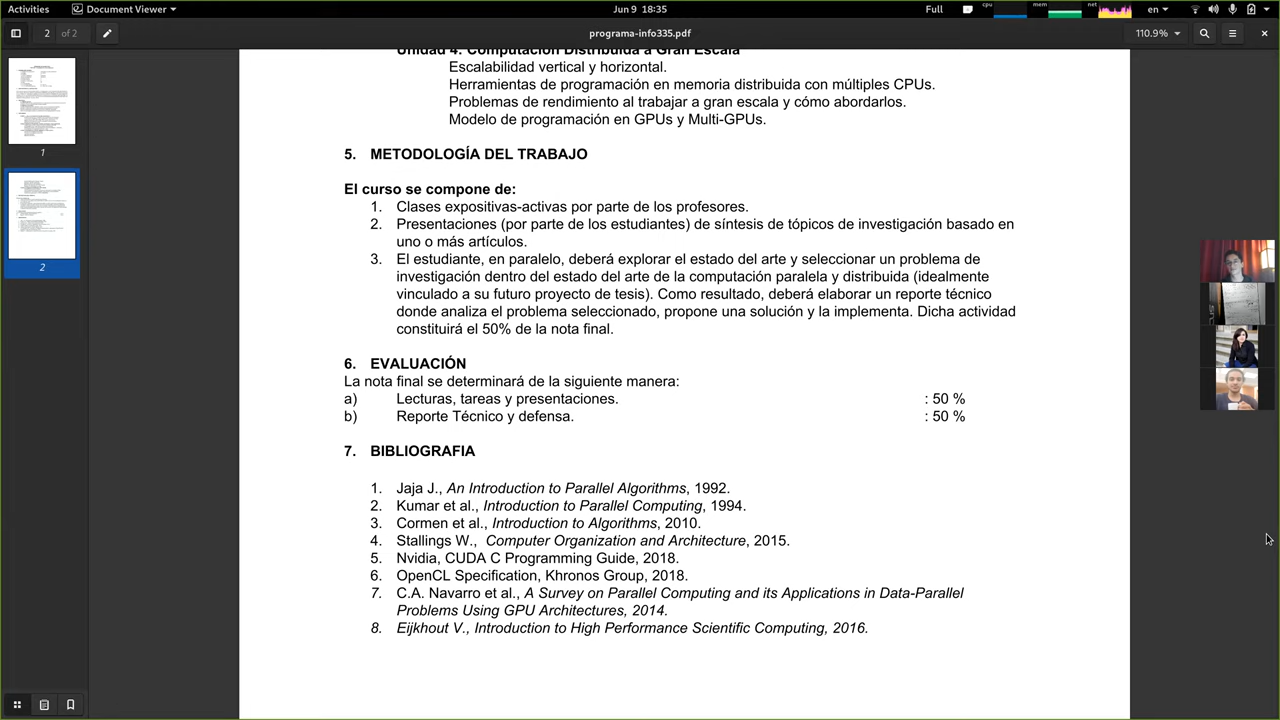 Activities
Document Viewer
Jun 9 18:35
Full
cpu
mem
net
en
2 of 2
programa-info335.pdf
110.9%
Unidad 4: Computación Distribuida a Gran Escala
Escalabilidad vertical y horizontal.
Herramientas de programación en memoria distribuida con múltiples CPUs.
Problemas de rendimiento al trabajar a gran escala y cómo abordarlos.
Modelo de programación en GPUs y Multi-GPUs.
5. METODOLOGÍA DEL TRABAJO
El curso se compone de:
1. Clases expositivas-activas por parte de los profesor.
2. Presentaciones (por parte de los estudiantes) de síntesis de tópicos de investigación basado en
uno o más artículos.
3. El estudiante, en paralelo, deberá explorar el estado del arte y seleccionar un problema de
investigación dentro del estado del arte de la computación paralela y distribuida (idealmente
vinculado a su futuro proyecto de tesis). Como resultado, deberá elaborar un reporte técnico
donde analiza el problema seleccionado, propone una solución y la implementa. Dicha actividad
constituirá el 50% de la nota final.
6. EVALUACIÓN
La nota final se determinará de la siguiente manera:
a) Lecturas, tareas y presentaciones. : 50 %
b) Reporte Técnico y defensa. : 50 %
7. BIBLIOGRAFIA
1. Jaja J., An Introduction to Parallel Algorithms, 1992.
2. Kumar et al., Introduction to Parallel Computing, 1994.
3. Cormen et al., Introduction to Algorithms, 2010.
4. Stallings W., Computer Organization and Architecture, 2015.
5. Nvidia, CUDA C Programming Guide, 2018.
6. OpenCL Specification, Khronos Group, 2018.
7. C.A. Navarro et al., A Survey on Parallel Computing and its Applications in Data-Parallel
Problems Using GPU Architectures, 2014.
8. Eijkhout V., Introduction to High Performance Scientific Computing, 2016.
1
2